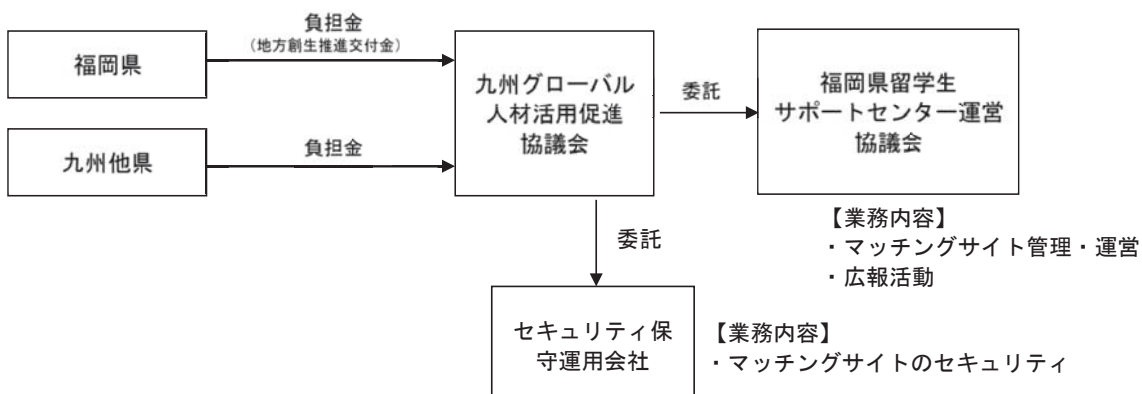 負担金
（地方創生推進交付金）
福岡県
九州他県
負担金
九州グローバル
人材活用促進
協議会
委託
福岡県留学生
サポートセンター運営
協議会
【業務内容】
・マッチングサイト管理・運営
・広報活動
委託
セキュリティ保
守運用会社
【業務内容】
・マッチングサイトのセキュリティ